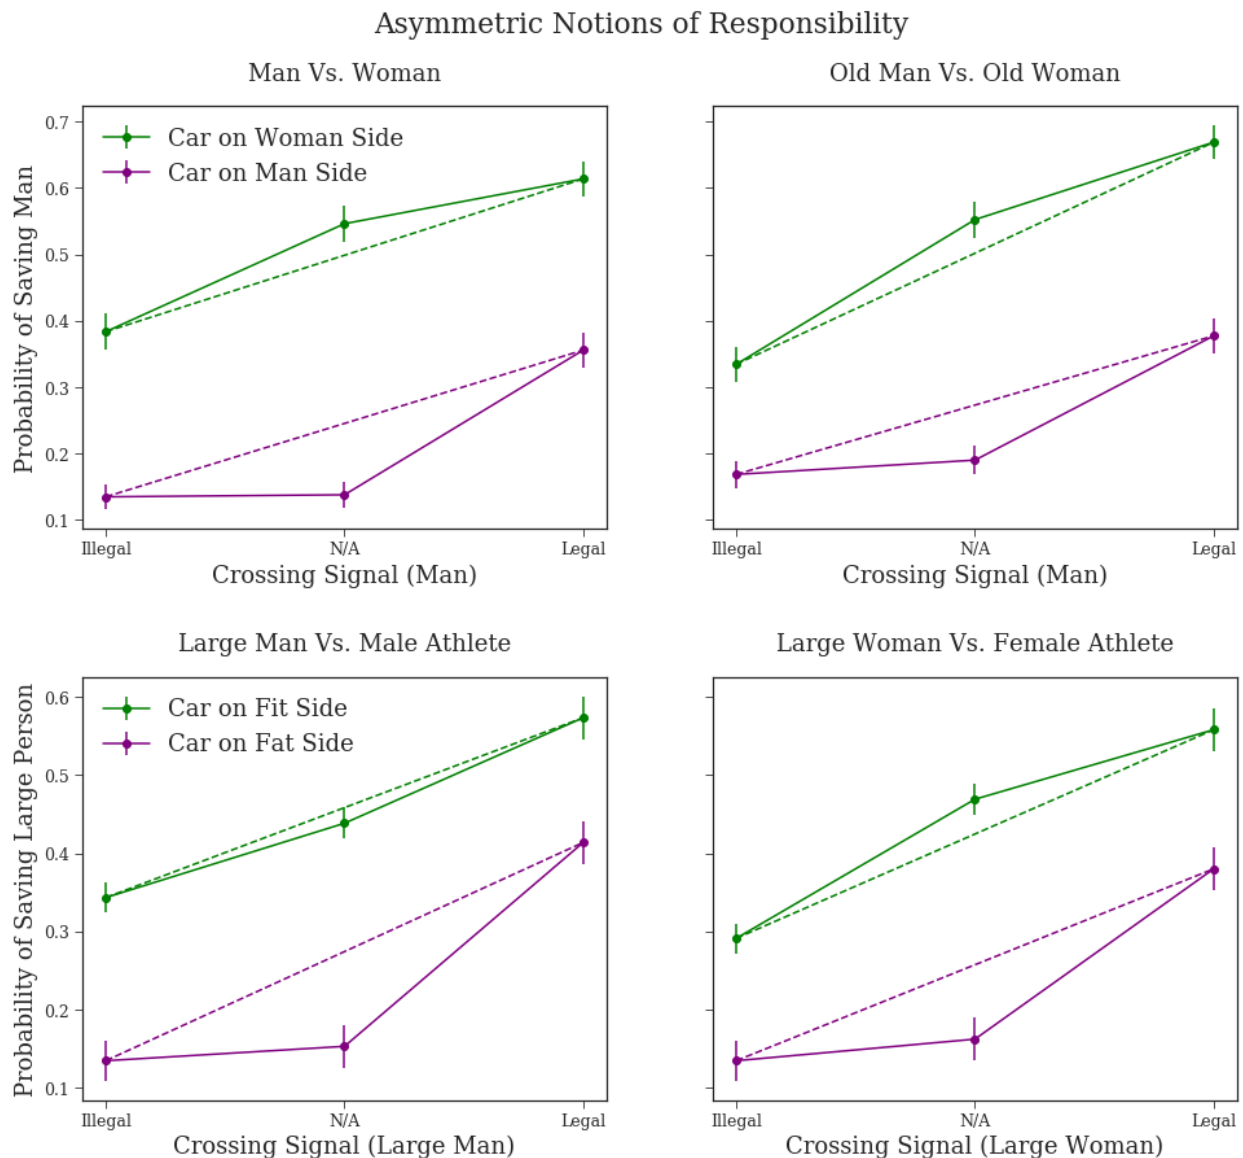 Asymmetric Notions of Responsibility
Man Vs. Woman
Old Man Vs. Old Woman
Car on Woman Side
Car on Man Side
Probability of Saving Man
0.7
0.6
0.5
0.4
0.3
0.2
0.1
Illegal N/A Legal
Crossing Signal (Man)
Illegal N/A Legal
Crossing Signal (Man)
Large Man Vs. Male Athlete
Large Woman Vs. Female Athlete
Car on Fit Side
Car on Fat Side
Probability of Saving Large Person
0.6
0.5
0.4
0.3
0.2
0.1
Illegal N/A Legal
Crossing Signal (Large Man)
Illegal N/A Legal
Crossing Signal (Large Woman)